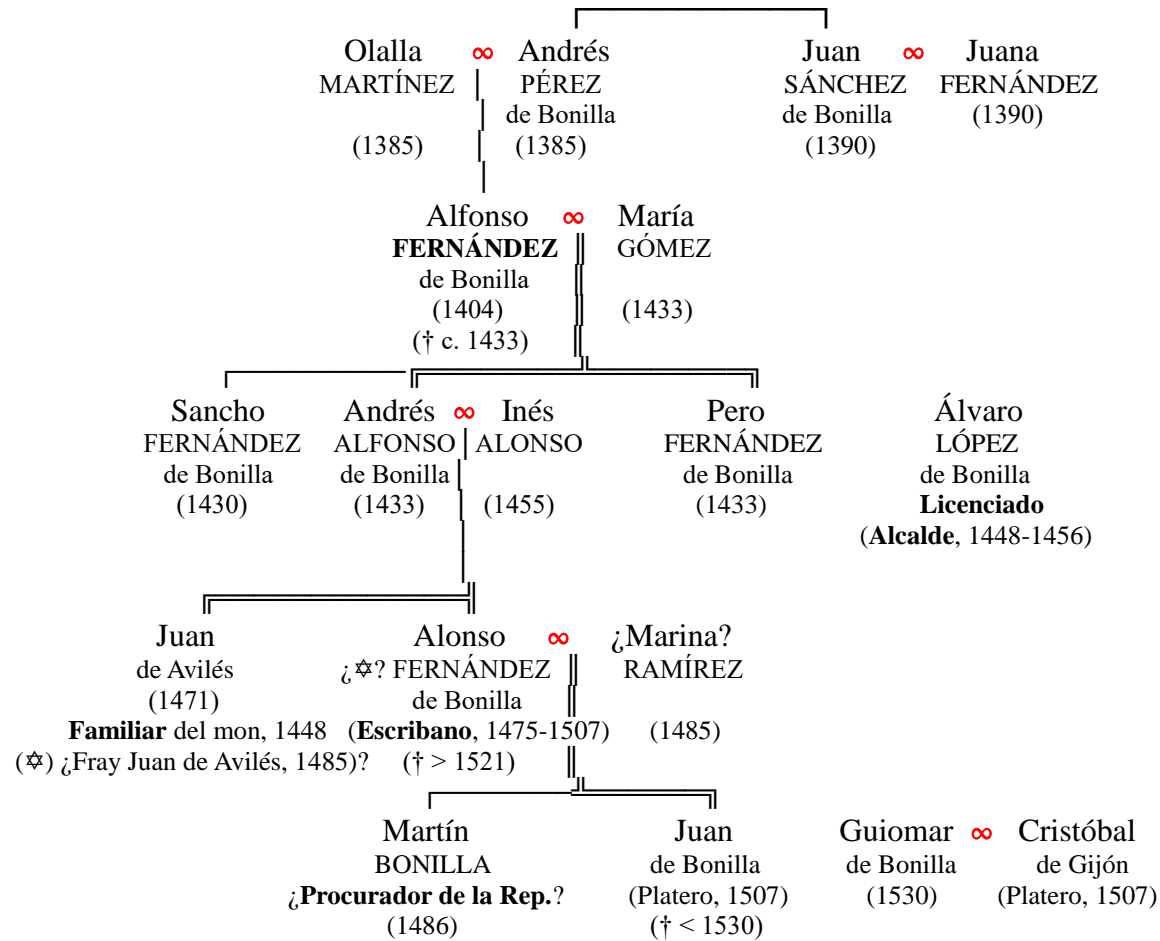 Olalla ∞ Andrés Juan ∞ Juana
MARTÍNEZ PÉREZ SÁNCHEZ FERNÁNDEZ
de Bonilla de Bonilla (1390)
(1385) (1385) (1390)
Alfonso ∞ María
FERNÁNDEZ GÓMEZ
de Bonilla
(1404) (1433)
(† c. 1433)
Sancho Andrés ∞ Inés Pero Álvaro
FERNÁNDEZ ALFONSO ALONSO FERNÁNDEZ LÓPEZ
de Bonilla de Bonilla de Bonilla de Bonilla
(1430) (1433) (1455) (1433) Licenciado
(Alcalde, 1448-1456)
Juan Alonso ∞ ¿Marina?
de Avilés ¿✡? FERNÁNDEZ RAMÍREZ
(1471) de Bonilla
Familiar del mon, 1448 (Escribano, 1475-1507) (1485)
(✡) ¿Fray Juan de Avilés, 1485)? († > 1521)
Martín Juan Guiomar ∞ Cristóbal
BONILLA de Bonilla de Bonilla de Gijón
¿Procurador de la Rep.? (Platero, 1507) (1530) (Platero, 1507)
(1486) († < 1530)